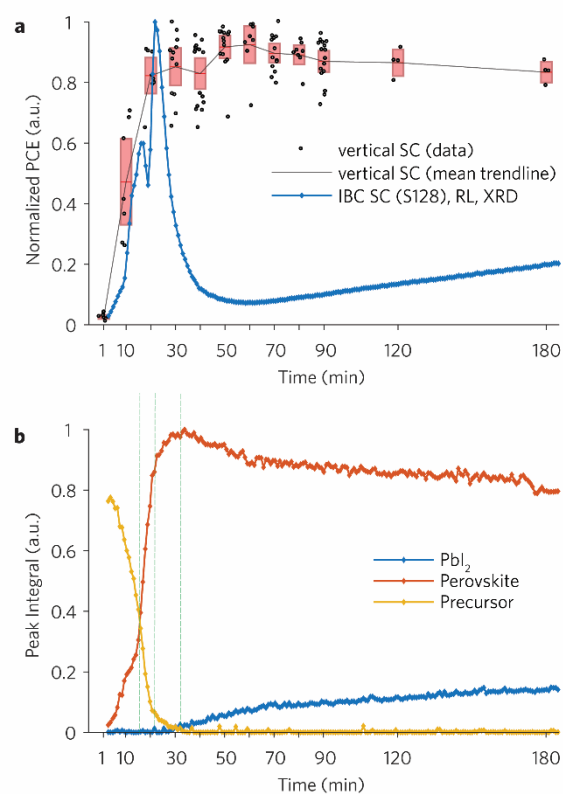 a
Normalized PCE (a.u.)
1
0.8
0.6
0.4
0.2
0
vertical SC (data)
vertical SC (mean trendline)
IBC SC (S128), RL, XRD
1 10 30 50 70 90 120 180
Time (min)
b
Peak Integral (a.u.)
1
0.8
0.6
0.4
0.2
0
PbI2
Perovskite
Precursor
1 10 30 50 70 90 120 180
Time (min)